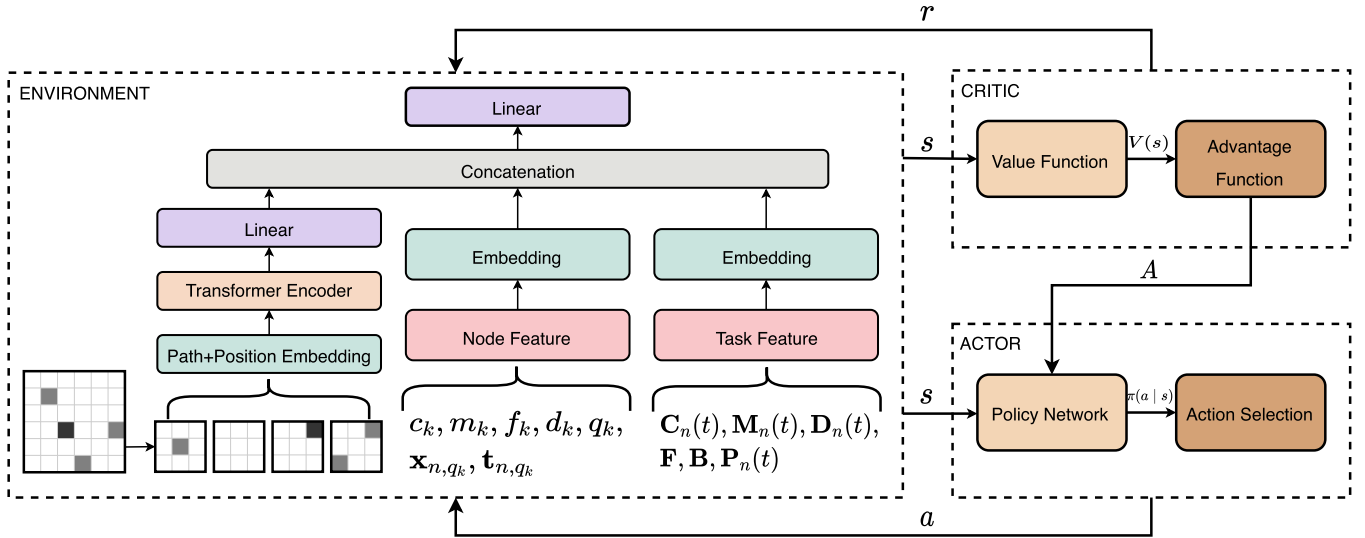 r
ENVIRONMENT
Linear
Concatenation
Linear
Embedding
Embedding
Transformer Encoder
Node Feature
Task Feature
Path+Position Embedding
c_k, m_k, f_k, d_k, q_k,
x_{n,q_k}, t_{n,q_k}
C_n(t), M_n(t), D_n(t),
F, B, P_n(t)
s
CRITIC
Value Function
V(s)
Advantage
Function
A
s
ACTOR
Policy Network
π(a | s)
Action Selection
a